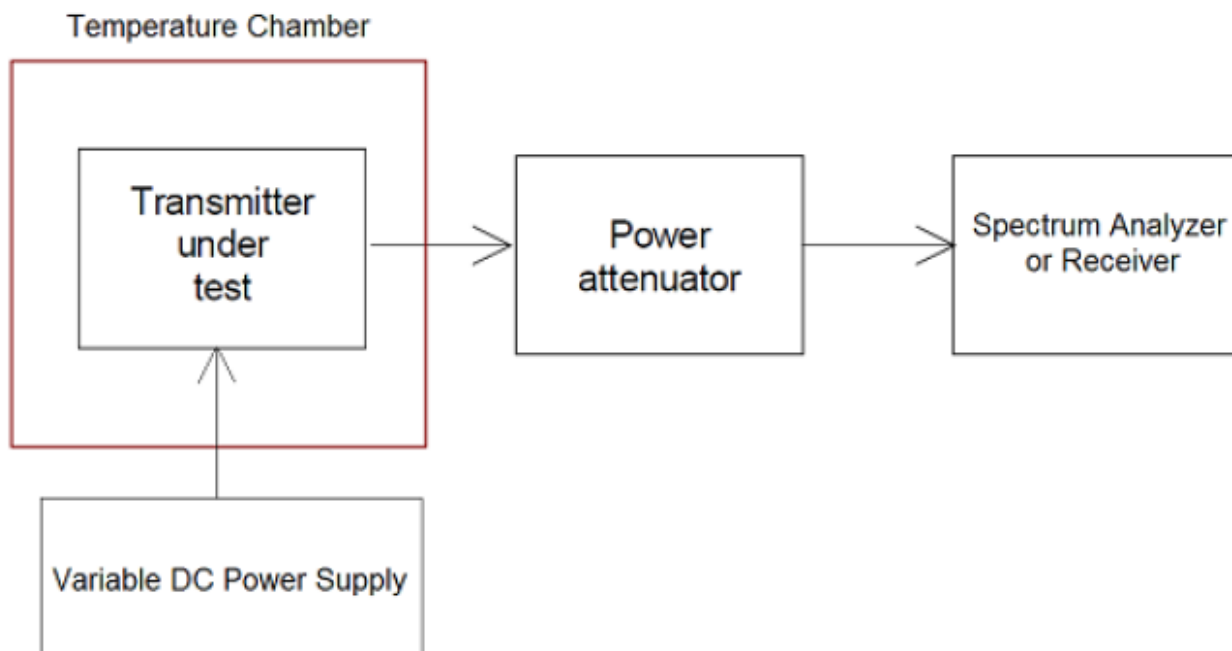 Temperature Chamber
Transmitter
under
test
Power
attenuator
Spectrum Analyzer
or Receiver
Variable DC Power Supply